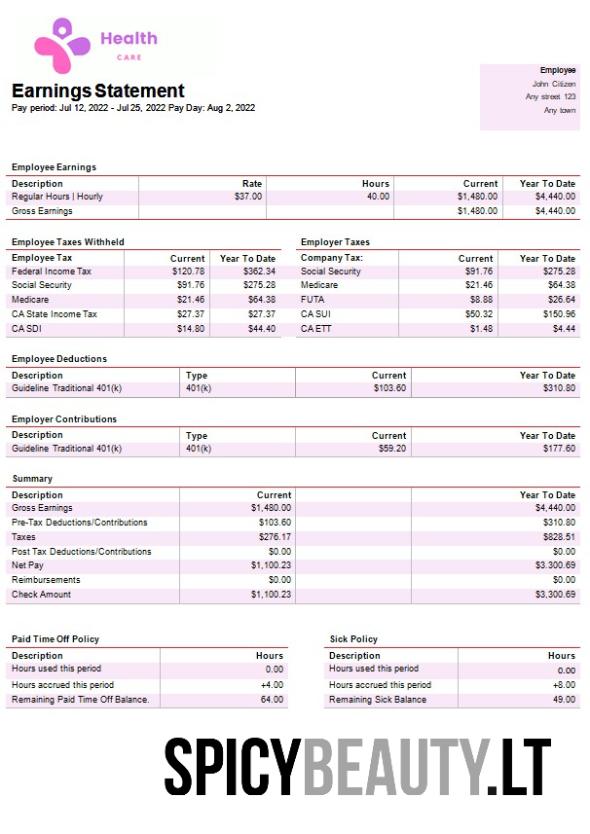 Health
CARE
Earnings Statement
Pay period: Jul 12, 2022 - Jul 25, 2022 Pay Day: Aug 2, 2022
Employee
John Citizen
Any street 123
Any town
Employee Earnings
Description Rate Hours Current Year To Date
Regular Hours | Hourly $37.00 40.00 $1,480.00 $4,440.00
Gross Earnings $1,480.00 $4,440.00
Employee Taxes Withheld Employer Taxes
Employee Tax Current Year To Date Company Tax: Current Year To Date
Federal Income Tax $120.78 $362.34 Social Security $91.76 $275.28
Social Security $91.76 $275.28 Medicare $21.46 $64.38
Medicare $21.46 $64.38 FUTA $8.88 $26.64
CA State Income Tax $27.37 $27.37 CA SUI $50.32 $150.96
CA SDI $14.80 $44.40 CA ETT $1.48 $4.44
Employee Deductions
Description Type Current Year To Date
Guideline Traditional 401(k) 401(k) $103.60 $310.80
Employer Contributions
Description Type Current Year To Date
Guideline Traditional 401(k) 401(k) $59.20 $177.60
Summary
Description Current Year To Date
Gross Earnings $1,480.00 $4,440.00
Pre-Tax Deductions/Contributions $103.60 $310.80
Taxes $276.17 $828.51
Post Tax Deductions/Contributions $0.00 $0.00
Net Pay $1,100.23 $3.300.69
Reimbursements $0.00 $0.00
Check Amount $1,100.23 $3,300.69
Paid Time Off Policy Sick Policy
Description Hours Description Hours
Hours used this period 0.00 Hours used this period 0.00
Hours accrued this period +4.00 Hours accrued this period +8.00
Remaining Paid Time Off Balance. 64.00 Remaining Sick Balance 49.00
SPICYBEAUTY.LT